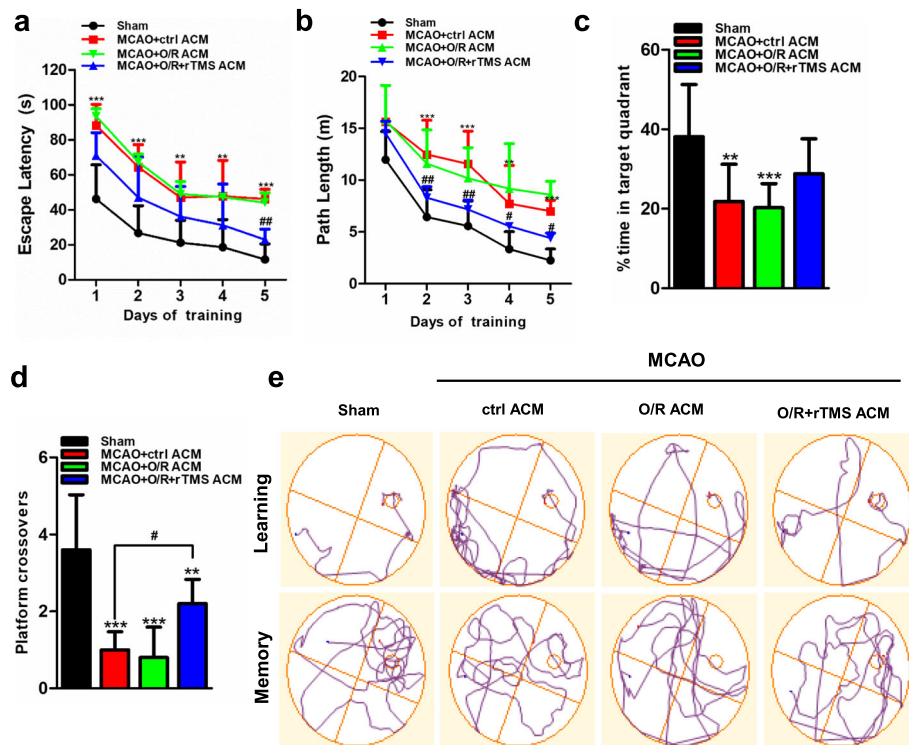 a
Sham
MCAO+ctrl ACM
MCAO+O/R ACM
MCAO+O/R+rTMS ACM
Escape Latency (s)
120
100
80
60
40
20
0
***
***
**
**
***
##
1 2 3 4 5
Days of training
b
Sham
MCAO+ctrl ACM
MCAO+O/R ACM
MCAO+O/R+rTMS ACM
Path Length (m)
20
15
10
5
0
***
***
**
***
##
##
#
#
1 2 3 4 5
Days of training
c
Sham
MCAO+ctrl ACM
MCAO+O/R ACM
MCAO+O/R+rTMS ACM
% time in target quadrant
60
40
20
0
**
***
d
Sham
MCAO+ctrl ACM
MCAO+O/R ACM
MCAO+O/R+rTMS ACM
Platform crossovers
6
4
2
0
#
***
***
**
e
MCAO
Sham ctrl ACM O/R ACM O/R+rTMS ACM
Learning
Memory